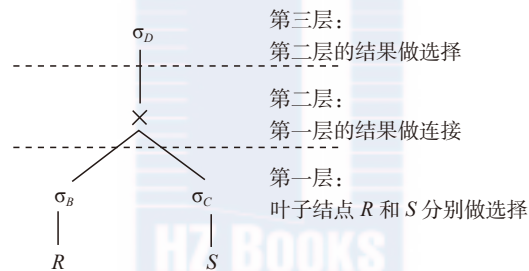 σD
第三层：
第二层的结果做选择
×
第二层：
第一层的结果做连接
σB
σC
第一层：
叶子结点 R 和 S 分别做选择
R
S
HZ BOOKS